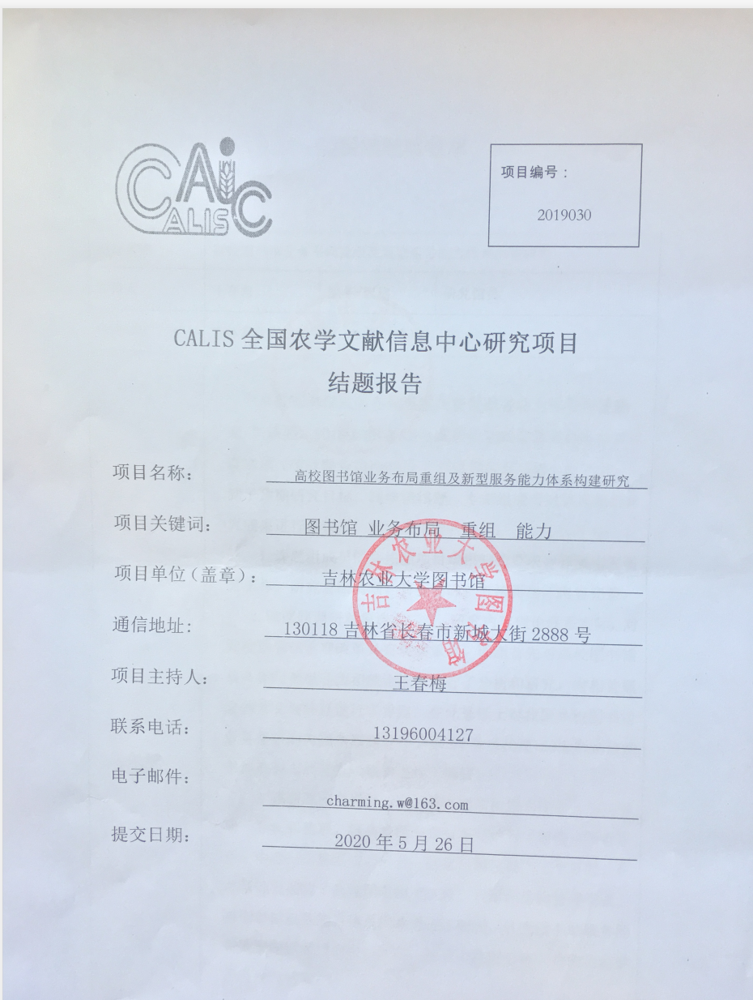 CAIC
CALIS
项目编号：
2019030
CALIS 全国农学文献信息中心研究项目
结题报告
项目名称： 高校图书馆业务布局重组及新型服务能力体系构建研究
项目关键词： 图书馆 业务布局 重组 能力
项目单位（盖章）： 吉林农业大学图书馆
通信地址： 130118 吉林省长春市新城大街 2888 号
项目主持人： 王春梅
联系电话： 13196004127
电子邮件： charming.w@163.com
提交日期： 2020 年 5 月 26 日
吉林农业大学图书馆